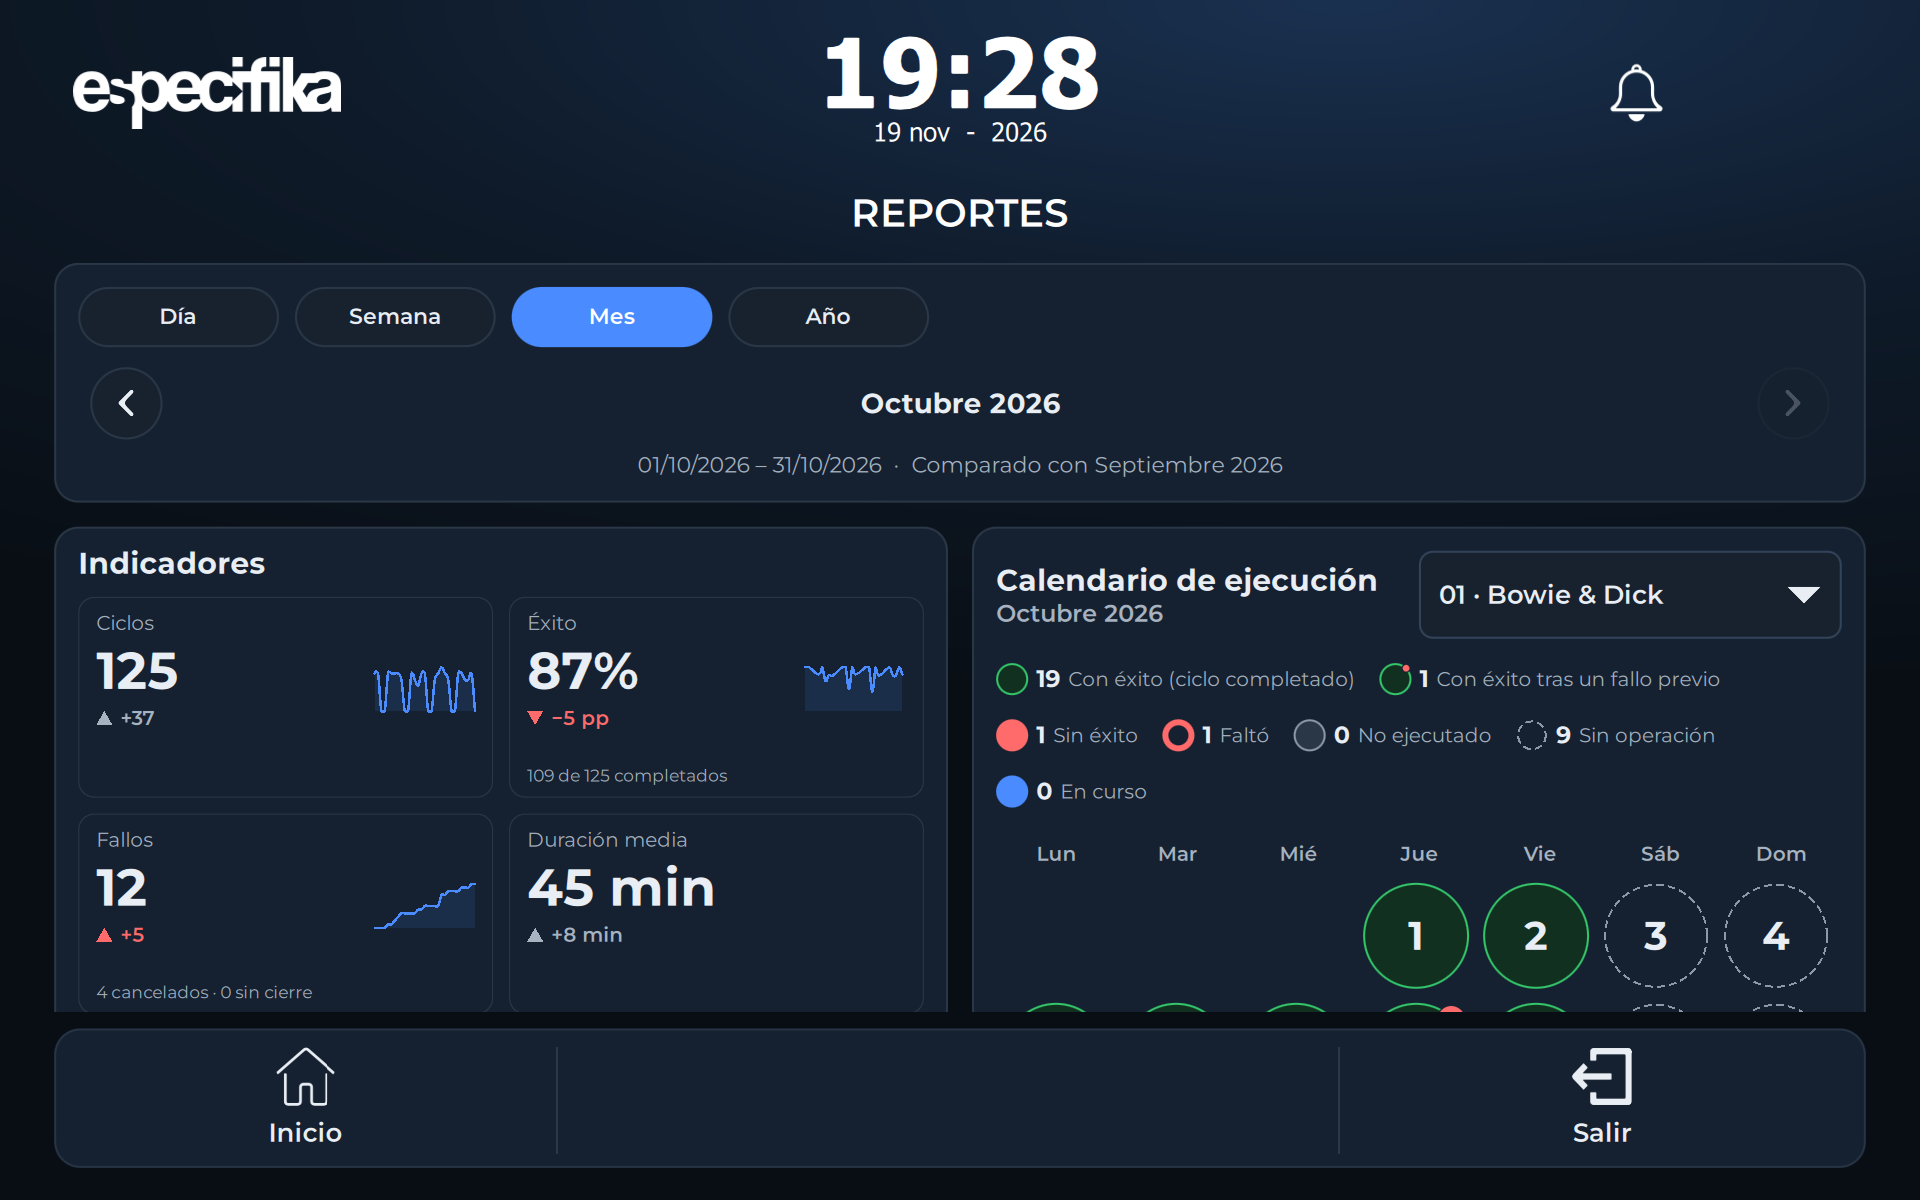 especifika
19:28
19 nov - 2026
REPORTES
Día
Semana
Mes
Año
Octubre 2026
01/10/2026 – 31/10/2026 · Comparado con Septiembre 2026
Indicadores
Ciclos
125
+37
Éxito
87%
−5 pp
109 de 125 completados
Fallos
12
+5
4 cancelados · 0 sin cierre
Duración media
45 min
+8 min
Calendario de ejecución
Octubre 2026
01 · Bowie & Dick
19 Con éxito (ciclo completado)
1 Con éxito tras un fallo previo
1 Sin éxito
1 Faltó
0 No ejecutado
9 Sin operación
0 En curso
Lun Mar Mié Jue Vie Sáb Dom
1 2 3 4
Inicio
Salir